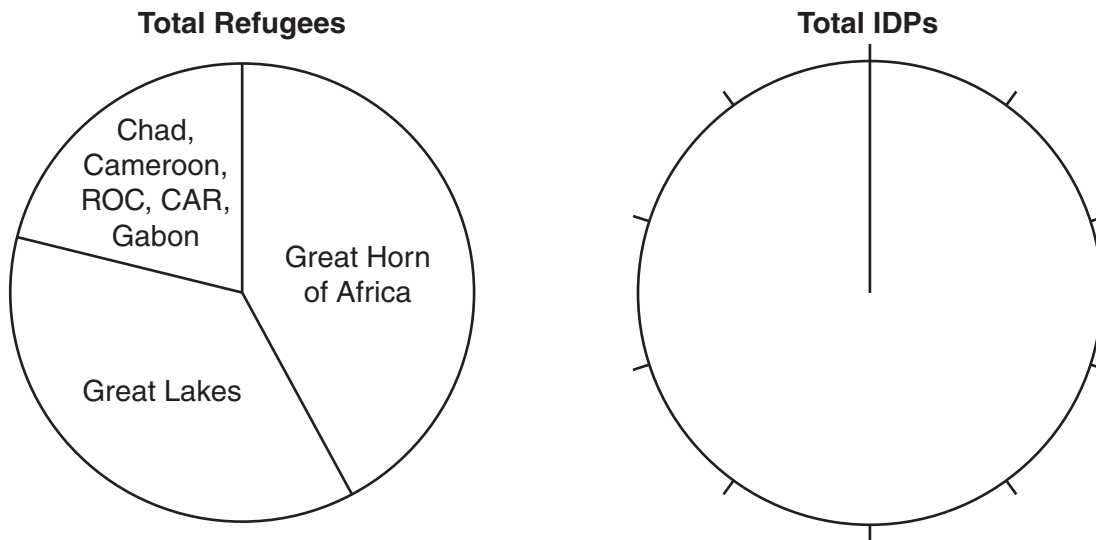 Total Refugees
Total IDPs
Chad,
Cameroon,
ROC, CAR,
Gabon
Great Horn
of Africa
Great Lakes